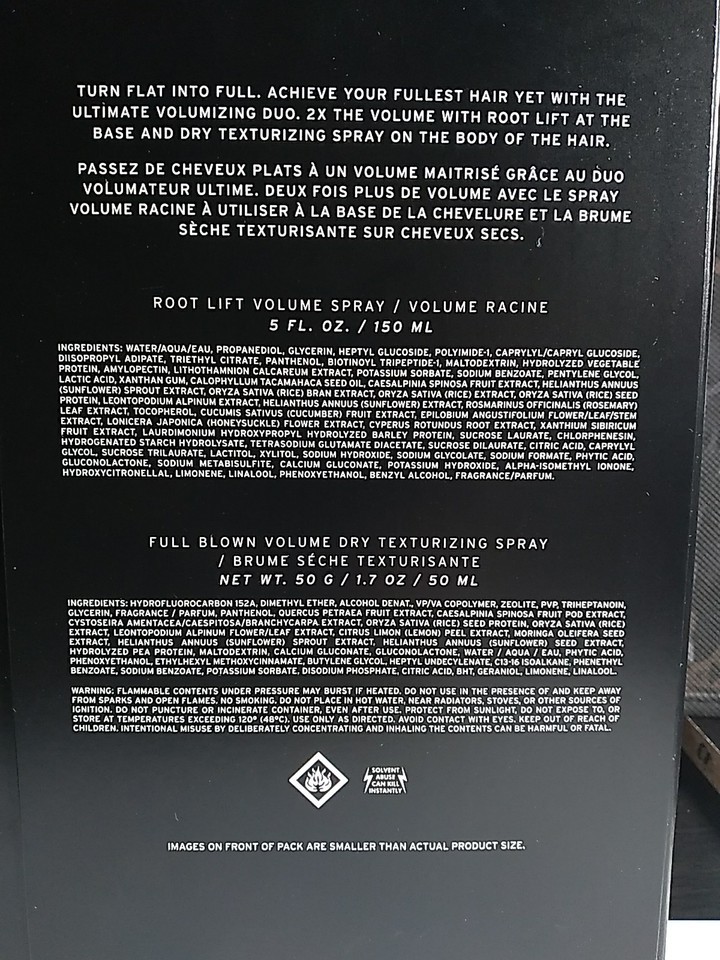 TURN FLAT INTO FULL. ACHIEVE YOUR FULLEST HAIR YET WITH THE
ULTIMATE VOLUMIZING DUO. 2X THE VOLUME WITH ROOT LIFT AT THE
BASE AND DRY TEXTURIZING SPRAY ON THE BODY OF THE HAIR.
PASSEZ DE CHEVEUX PLATS À UN VOLUME MAITRISÉ GRÂCE AU DUO
VOLUMATEUR ULTIME. DEUX FOIS PLUS DE VOLUME AVEC LE SPRAY
VOLUME RACINE À UTILISER À LA BASE DE LA CHEVELURE ET LA BRUME
SÈCHE TEXTURISANTE SUR CHEVEUX SECS.
ROOT LIFT VOLUME SPRAY / VOLUME RACINE
5 FL. OZ. / 150 ML
INGREDIENTS: WATER/AQUA/EAU, PROPANEDIOL, GLYCERIN, HEPTYL GLUCOSIDE, POLYIMIDE-1, CAPRYLYL/CAPRYL GLUCOSIDE,
DIISOPROPYL ADIPATE, TRIETHYL CITRATE, PANTHENOL, BIOTINOYL TRIPEPTIDE-1, MALTODEXTRIN, HYDROLYZED VEGETABLE
PROTEIN, AMYLOPECTIN, LITHOTHAMNION CALCAREUM EXTRACT, POTASSIUM SORBATE, SODIUM BENZOATE, PENTYLENE GLYCOL,
LACTIC ACID, XANTHAN GUM, CALOPHYLLUM TACAMAHACA SEED OIL, CAESALPINIA SPINOSA FRUIT EXTRACT, HELIANTHUS ANNUUS
(SUNFLOWER) SPROUT EXTRACT, ORYZA SATIVA (RICE) BRAN EXTRACT, ORYZA SATIVA (RICE) EXTRACT, ORYZA SATIVA (RICE) SEED
PROTEIN, LEONTOPODIUM ALPINUM EXTRACT, HELIANTHUS ANNUUS (SUNFLOWER) EXTRACT, ROSMARINUS OFFICINALIS (ROSEMARY)
LEAF EXTRACT, TOCOPHEROL, CUCUMIS SATIVUS (CUCUMBER) FRUIT EXTRACT, EPILOBIUM ANGUSTIFOLIUM FLOWER/LEAF/STEM
EXTRACT, LONICERA JAPONICA (HONEYSUCKLE) FLOWER EXTRACT, CYPERUS ROTUNDUS ROOT EXTRACT, XANTHIUM SIBIRICUM
FRUIT EXTRACT, LAURDIMONIUM HYDROXYPROPYL HYDROLYZED BARLEY PROTEIN, SUCROSE LAURATE, CHLORPHENESIN,
HYDROGENATED STARCH HYDROLYSATE, TETRASODIUM GLUTAMATE DIACETATE, SUCROSE DILAURATE, CITRIC ACID, CAPRYLYL
GLYCOL, SUCROSE TRILAURATE, LACTITOL, XYLITOL, SODIUM HYDROXIDE, SODIUM GLYCOLATE, SODIUM FORMATE, PHYTIC ACID,
GLUCONOLACTONE, SODIUM METABISULFITE, CALCIUM GLUCONATE, POTASSIUM HYDROXIDE, ALPHA-ISOMETHYL IONONE,
HYDROXYCITRONELLAL, LIMONENE, LINALOOL, PHENOXYETHANOL, BENZYL ALCOHOL, FRAGRANCE/PARFUM.
FULL BLOWN VOLUME DRY TEXTURIZING SPRAY
/ BRUME SÉCHE TEXTURISANTE
NET WT. 50 G / 1.7 OZ / 50 ML
INGREDIENTS: HYDROFLUOROCARBON 152A, DIMETHYL ETHER, ALCOHOL DENAT., VP/VA COPOLYMER, ZEOLITE, PVP, TRIHEPTANOIN,
GLYCERIN, FRAGRANCE / PARFUM, PANTHENOL, QUERCUS PETRAEA FRUIT EXTRACT, CAESALPINIA SPINOSA FRUIT POD EXTRACT,
CYSTOSEIRA AMENTACEA/CAESPITOSA/BRANCHYCARPA EXTRACT, ORYZA SATIVA (RICE) SEED PROTEIN, ORYZA SATIVA (RICE)
EXTRACT, LEONTOPODIUM ALPINUM FLOWER/LEAF EXTRACT, CITRUS LIMON (LEMON) PEEL EXTRACT, MORINGA OLEIFERA SEED
EXTRACT, HELIANTHUS ANNUUS (SUNFLOWER) SPROUT EXTRACT, HELIANTHUS ANNUUS (SUNFLOWER) SEED EXTRACT,
HYDROLYZED PEA PROTEIN, MALTODEXTRIN, CALCIUM GLUCONATE, GLUCONOLACTONE, WATER / AQUA / EAU, PHYTIC ACID,
PHENOXYETHANOL, ETHYLHEXYL METHOXYCINNAMATE, BUTYLENE GLYCOL, HEPTYL UNDECYLENATE, C13-16 ISOALKANE, PHENETHYL
BENZOATE, SODIUM BENZOATE, POTASSIUM SORBATE, DISODIUM PHOSPHATE, CITRIC ACID, BHT, GERANIOL, LIMONENE, LINALOOL.
WARNING: FLAMMABLE CONTENTS UNDER PRESSURE MAY BURST IF HEATED. DO NOT USE IN THE PRESENCE OF AND KEEP AWAY
FROM SPARKS AND OPEN FLAMES. NO SMOKING. DO NOT PLACE IN HOT WATER, NEAR RADIATORS, STOVES, OR OTHER SOURCES OF
IGNITION. DO NOT PUNCTURE OR INCINERATE CONTAINER, EVEN AFTER USE. PROTECT FROM SUNLIGHT, DO NOT EXPOSE TO, OR
STORE AT TEMPERATURES EXCEEDING 120° (48°C). USE ONLY AS DIRECTED. AVOID CONTACT WITH EYES. KEEP OUT OF REACH OF
CHILDREN. INTENTIONAL MISUSE BY DELIBERATELY CONCENTRATING AND INHALING THE CONTENTS CAN BE HARMFUL OR FATAL.
SOLVENT
ABUSE
CAN KILL
INSTANTLY
IMAGES ON FRONT OF PACK ARE SMALLER THAN ACTUAL PRODUCT SIZE.